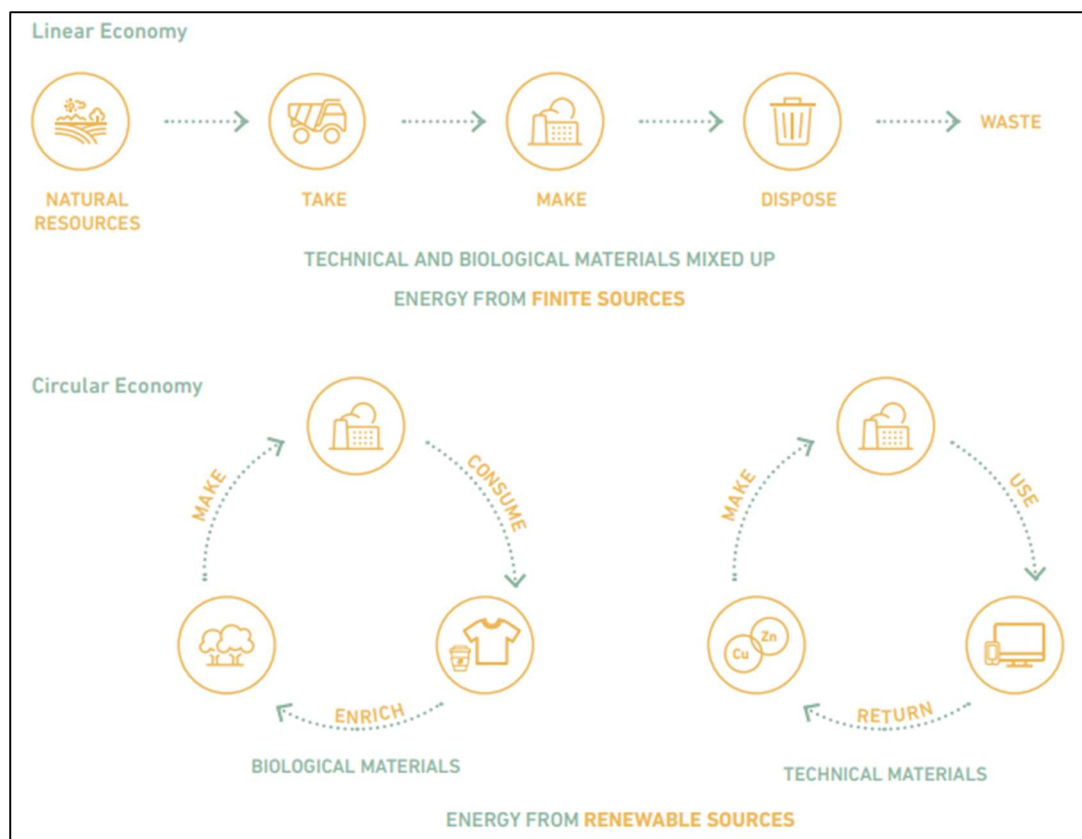 Linear Economy
WASTE
NATURAL
RESOURCES
TAKE
MAKE
DISPOSE
TECHNICAL AND BIOLOGICAL MATERIALS MIXED UP
ENERGY FROM FINITE SOURCES
Circular Economy
MAKE
CONSUME
ENRICH
BIOLOGICAL MATERIALS
MAKE
USE
Cu
Zn
RETURN
TECHNICAL MATERIALS
ENERGY FROM RENEWABLE SOURCES